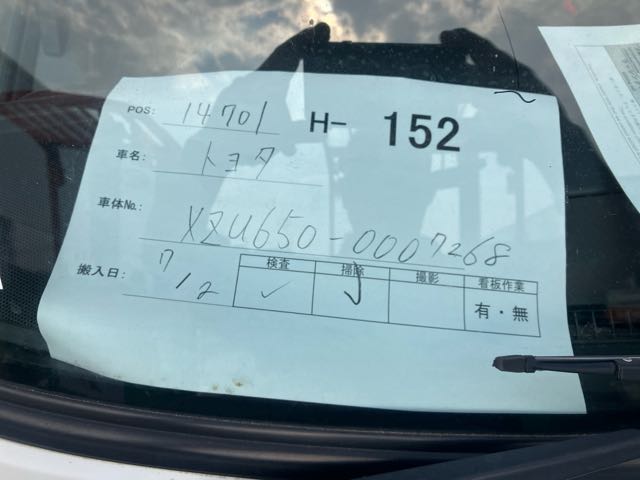 POS: 14701 H- 152
車名: トヨタ
車体No.: XZU650-0007268
搬入日: 7/2
検査 掃除 撮影 看板作業
✓ ✓ 有・無